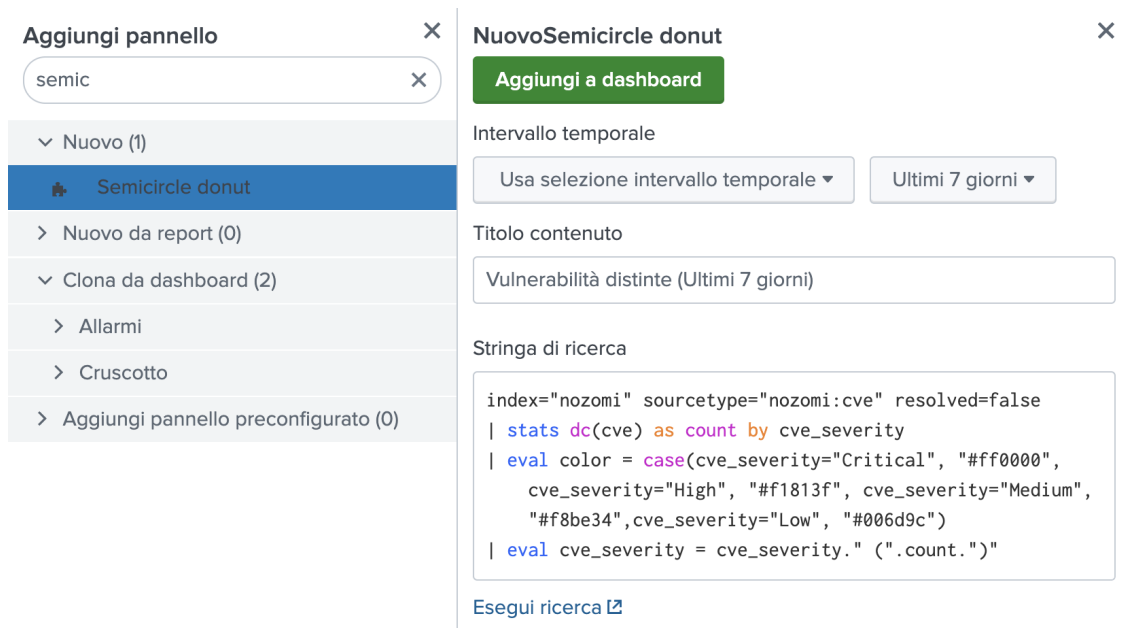 Aggiungi pannello
semic
Nuovo (1)
Semicircle donut
Nuovo da report (0)
Clona da dashboard (2)
Allarmi
Cruscotto
Aggiungi pannello preconfigurato (0)
NuovoSemicircle donut
Aggiungi a dashboard
Intervallo temporale
Usa selezione intervallo temporale
Ultimi 7 giorni
Titolo contenuto
Vulnerabilità distinte (Ultimi 7 giorni)
Stringa di ricerca
index="nozomi" sourcetype="nozomi:cve" resolved=false
| stats dc(cve) as count by cve_severity
| eval color = case(cve_severity="Critical", "#ff0000",
cve_severity="High", "#f1813f", cve_severity="Medium",
"#f8be34",cve_severity="Low", "#006d9c")
| eval cve_severity = cve_severity." (".count.")"
Esegui ricerca